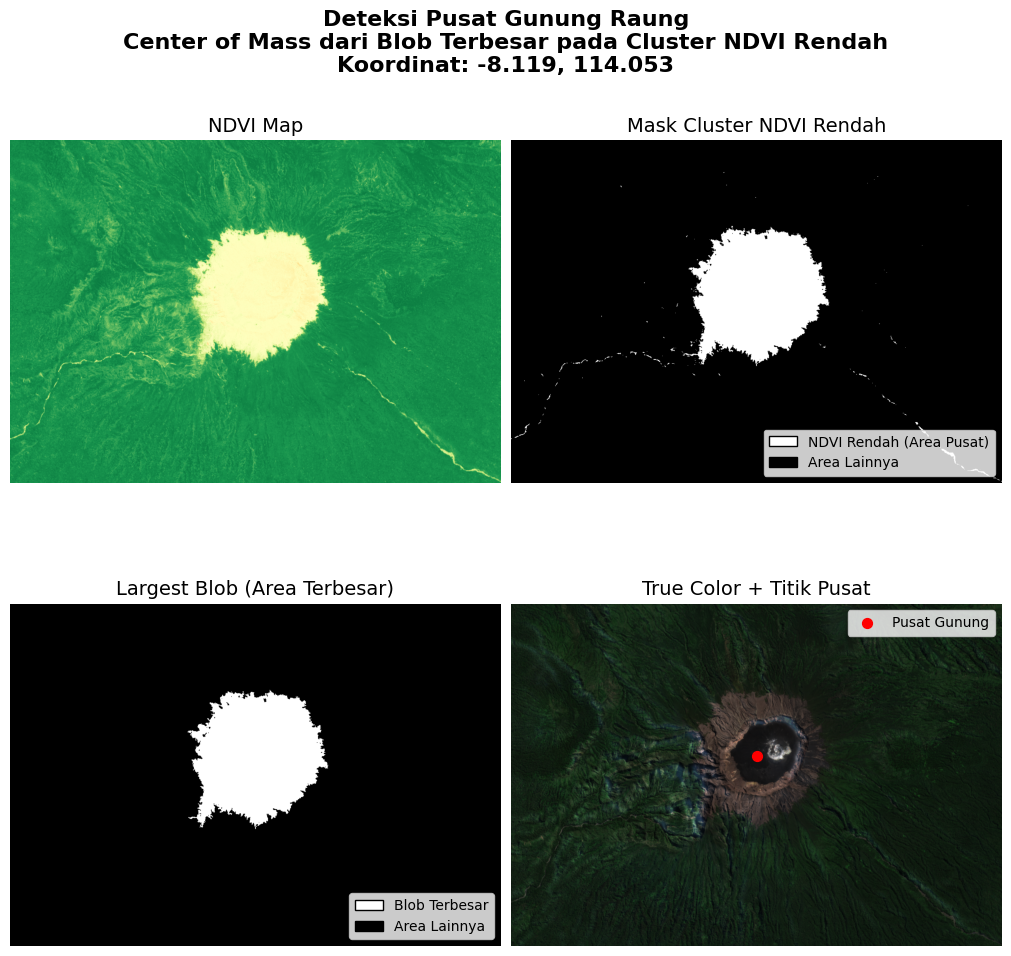 Deteksi Pusat Gunung Raung
Center of Mass dari Blob Terbesar pada Cluster NDVI Rendah
Koordinat: -8.119, 114.053
NDVI Map
Mask Cluster NDVI Rendah
NDVI Rendah (Area Pusat)
Area Lainnya
Largest Blob (Area Terbesar)
True Color + Titik Pusat
Blob Terbesar
Area Lainnya
Pusat Gunung